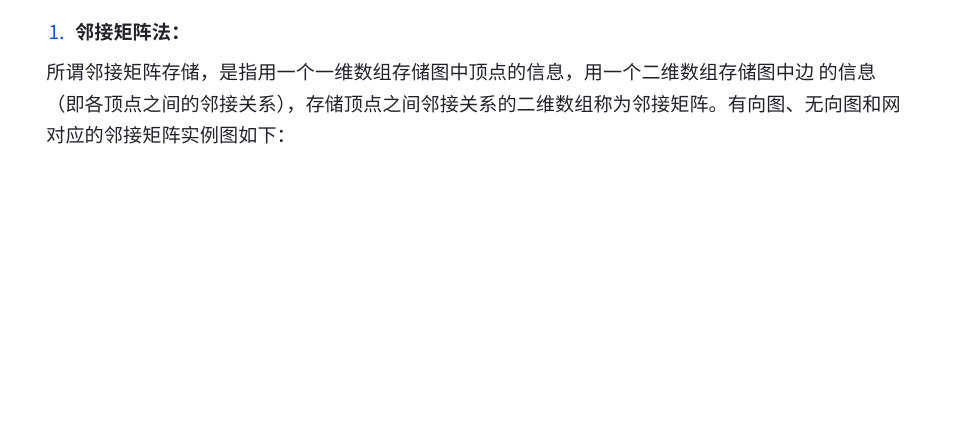 1. 邻接矩阵法：
所谓邻接矩阵存储，是指用一个一维数组存储图中顶点的信息，用一个二维数组存储图中边 的信息
（即各顶点之间的邻接关系），存储顶点之间邻接关系的二维数组称为邻接矩阵。有向图、无向图和网
对应的邻接矩阵实例图如下：